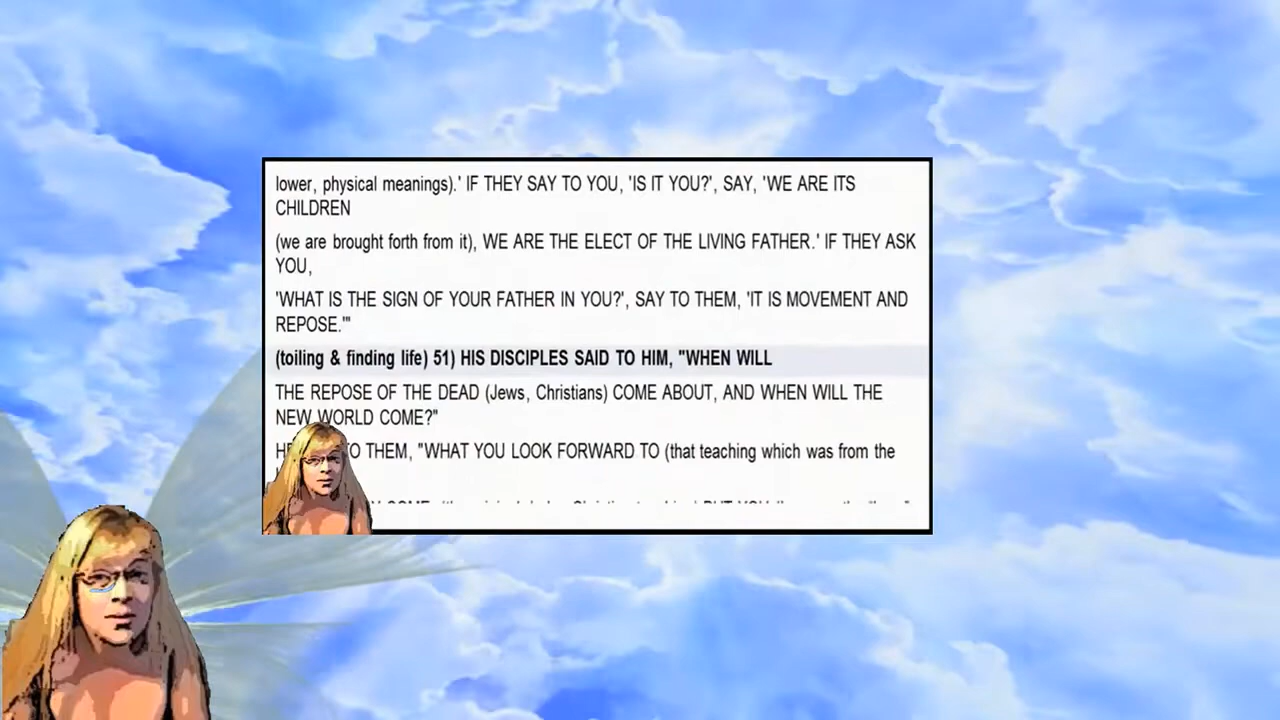 lower, physical meanings).' IF THEY SAY TO YOU, 'IS IT YOU?', SAY, 'WE ARE ITS
CHILDREN
(we are brought forth from it), WE ARE THE ELECT OF THE LIVING FATHER.' IF THEY ASK
YOU,
'WHAT IS THE SIGN OF YOUR FATHER IN YOU?', SAY TO THEM, 'IT IS MOVEMENT AND
REPOSE.'"
(toiling & finding life) 51) HIS DISCIPLES SAID TO HIM, "WHEN WILL
THE REPOSE OF THE DEAD (Jews, Christians) COME ABOUT, AND WHEN WILL THE
NEW WORLD COME?"
TO THEM, "WHAT YOU LOOK FORWARD TO (that teaching which was from the